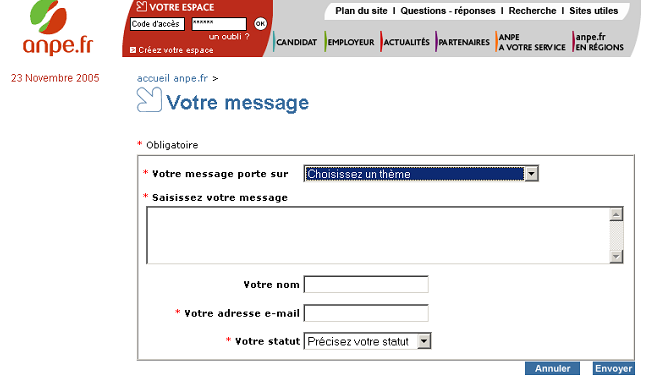 VOTRE ESPACE
Plan du site | Questions - réponses | Recherche | Sites utiles
Code d'accès ****** OK
un oubli ?
Créez votre espace
CANDIDAT EMPLOYEUR ACTUALITÉS PARTENAIRES ANPE A VOTRE SERVICE anpe.fr EN RÉGIONS
anpe.fr
23 Novembre 2005
accueil anpe.fr >
Votre message
* Obligatoire
* Votre message porte sur Choisissez un thème
* Saisissez votre message
Votre nom
* Votre adresse e-mail
* Votre statut Précisez votre statut
Annuler Envoyer